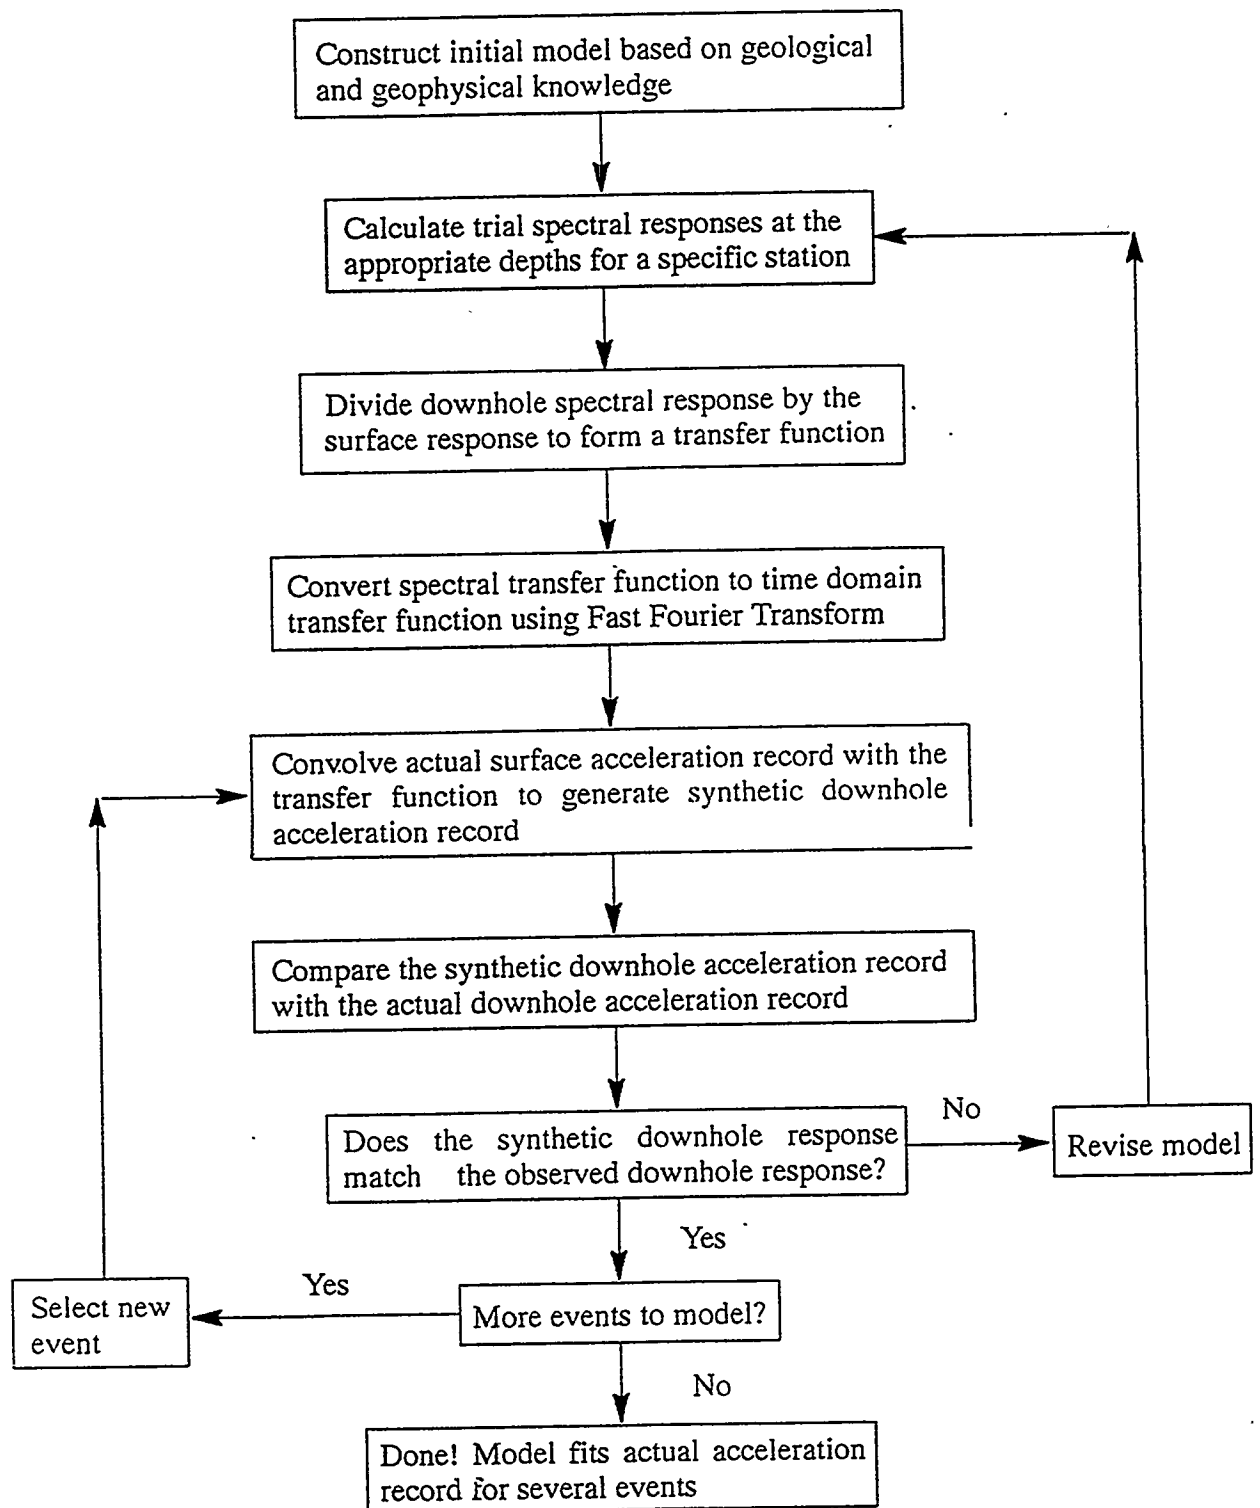 Construct initial model based on geological
and geophysical knowledge
Calculate trial spectral responses at the
appropriate depths for a specific station
Divide downhole spectral response by the
surface response to form a transfer function
Convert spectral transfer function to time domain
transfer function using Fast Fourier Transform
Convolve actual surface acceleration record with the
transfer function to generate synthetic downhole
acceleration record
Compare the synthetic downhole acceleration record
with the actual downhole acceleration record
Does the synthetic downhole response
match the observed downhole response?
No
Revise model
Yes
More events to model?
Yes
Select new
event
No
Done! Model fits actual acceleration
record for several events